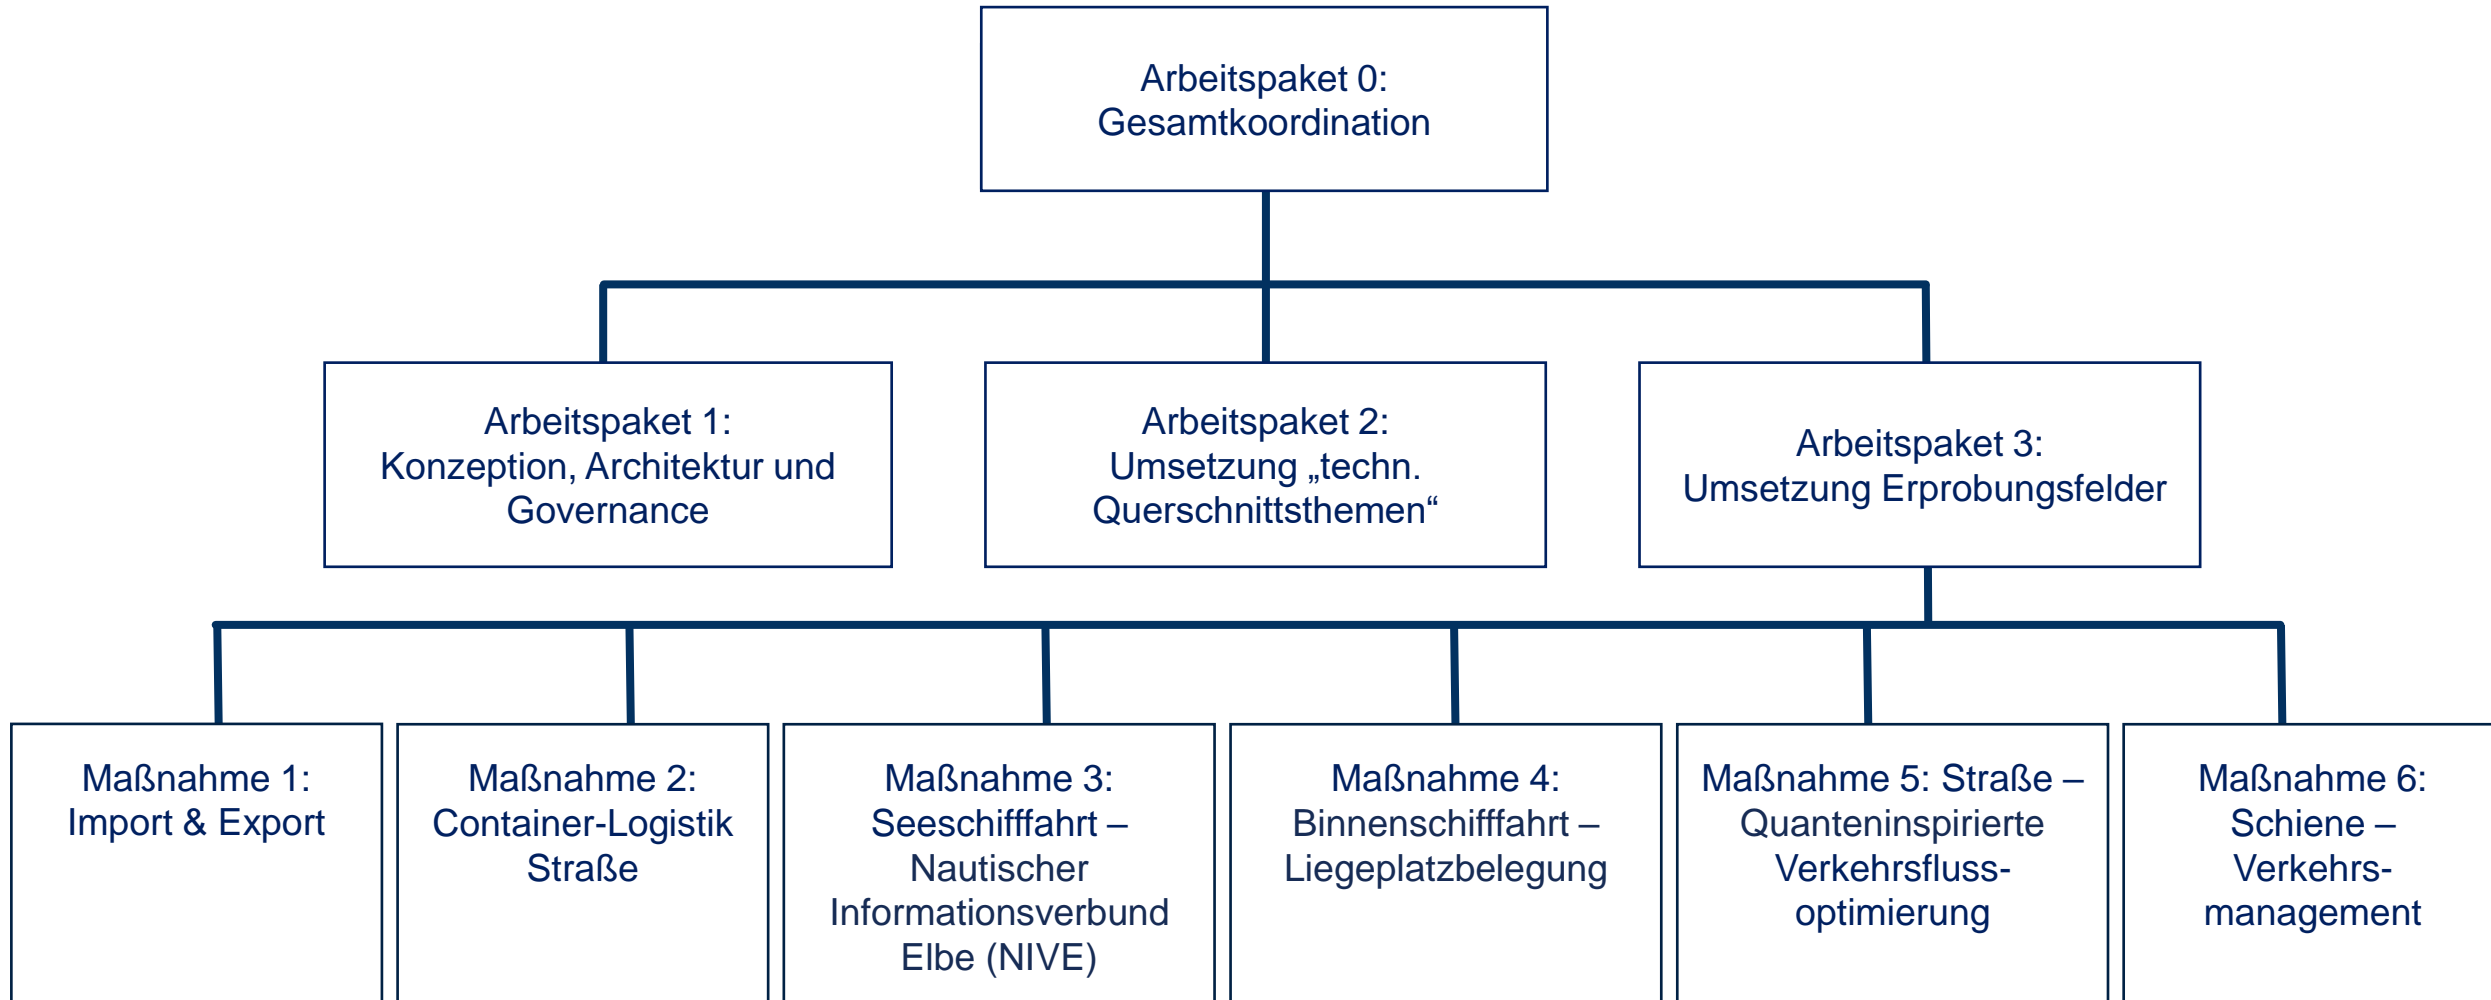 Arbeitspaket 0:
Gesamtkoordination
Arbeitspaket 1:
Konzeption, Architektur und
Governance
Arbeitspaket 2:
Umsetzung „techn.
Querschnittsthemen“
Arbeitspaket 3:
Umsetzung Erprobungsfelder
Maßnahme 1:
Import & Export
Maßnahme 2:
Container-Logistik
Straße
Maßnahme 3:
Seeschifffahrt –
Nautischer
Informationsverbund
Elbe (NIVE)
Maßnahme 4:
Binnenschifffahrt –
Liegeplatzbelegung
Maßnahme 5: Straße –
Quanteninspirierte
Verkehrsfluss-
optimierung
Maßnahme 6:
Schiene –
Verkehrs-
management